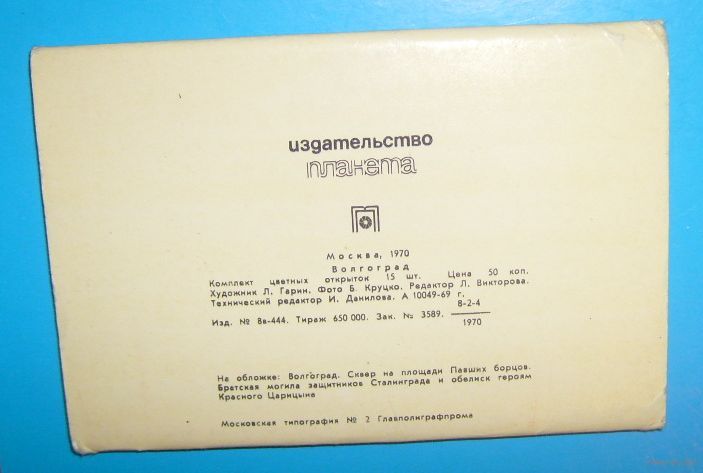 издательство
планета
Москва, 1970
Волгоград
Комплект цветных открыток 15 шт. Цена 50 коп.
Художник Л. Гарин. Фото Б. Круцко. Редактор Л. Викторова.
Технический редактор И. Данилова. А 10049-69 г.
Изд. № 8в-444. Тираж 650 000. Зак. № 3589. 8-2-4
1970
На обложке: Волгоград. Сквер на площади Павших борцов.
Братская могила защитников Сталинграда и обелиск героям
Красного Царицына
Московская типография № 2 Главполиграфпрома